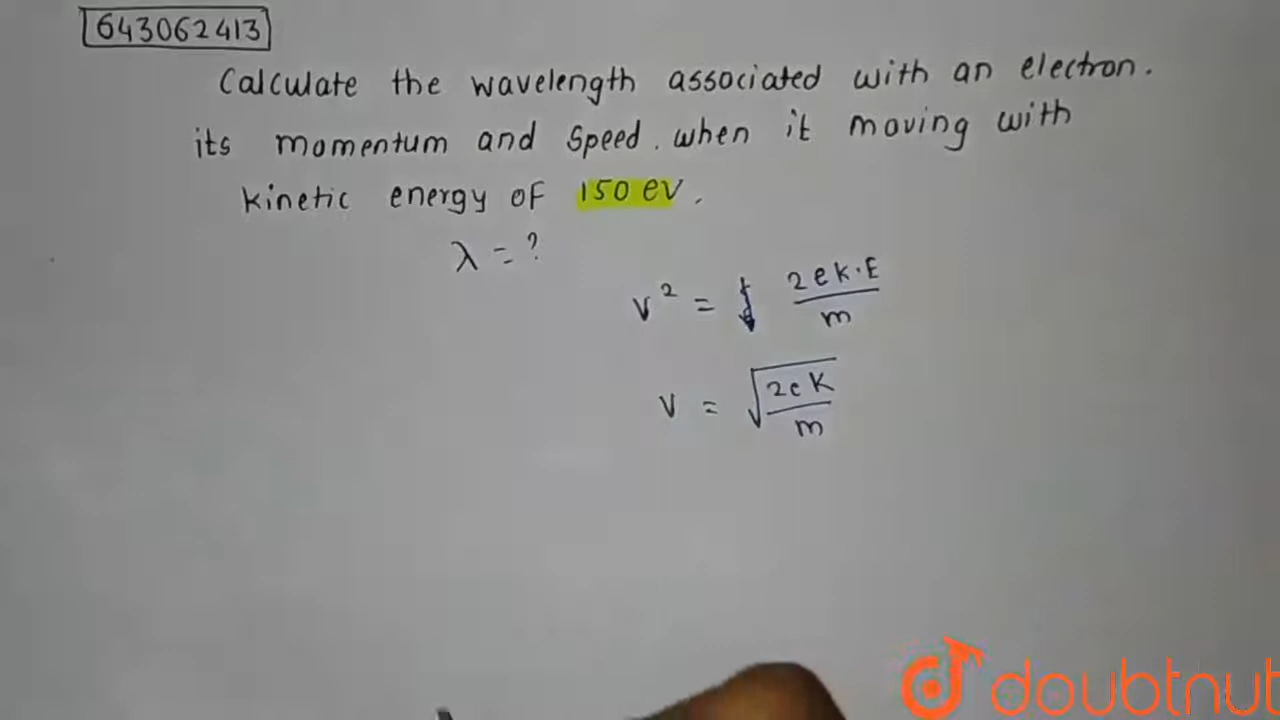 643062413
Calculate the wavelength associated with an electron.
its momentum and speed. when it moving with
kinetic energy of 150 eV.
λ = ?
V² = 2eK.E/m
V = √(2eK/m)
doubtnut